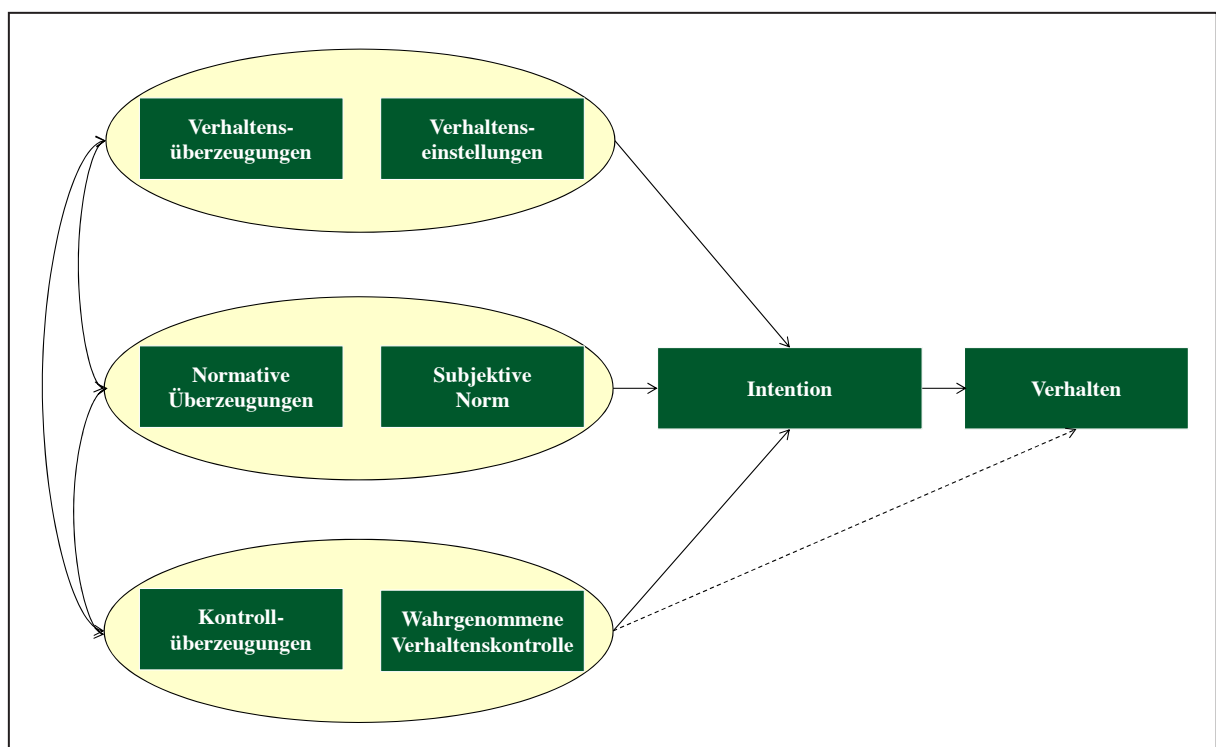 Verhaltens-
überzeugungen
Verhaltens-
einstellungen
Normative
Überzeugungen
Subjektive
Norm
Intention
Verhalten
Kontroll-
überzeugungen
Wahrgenommene
Verhaltenskontrolle